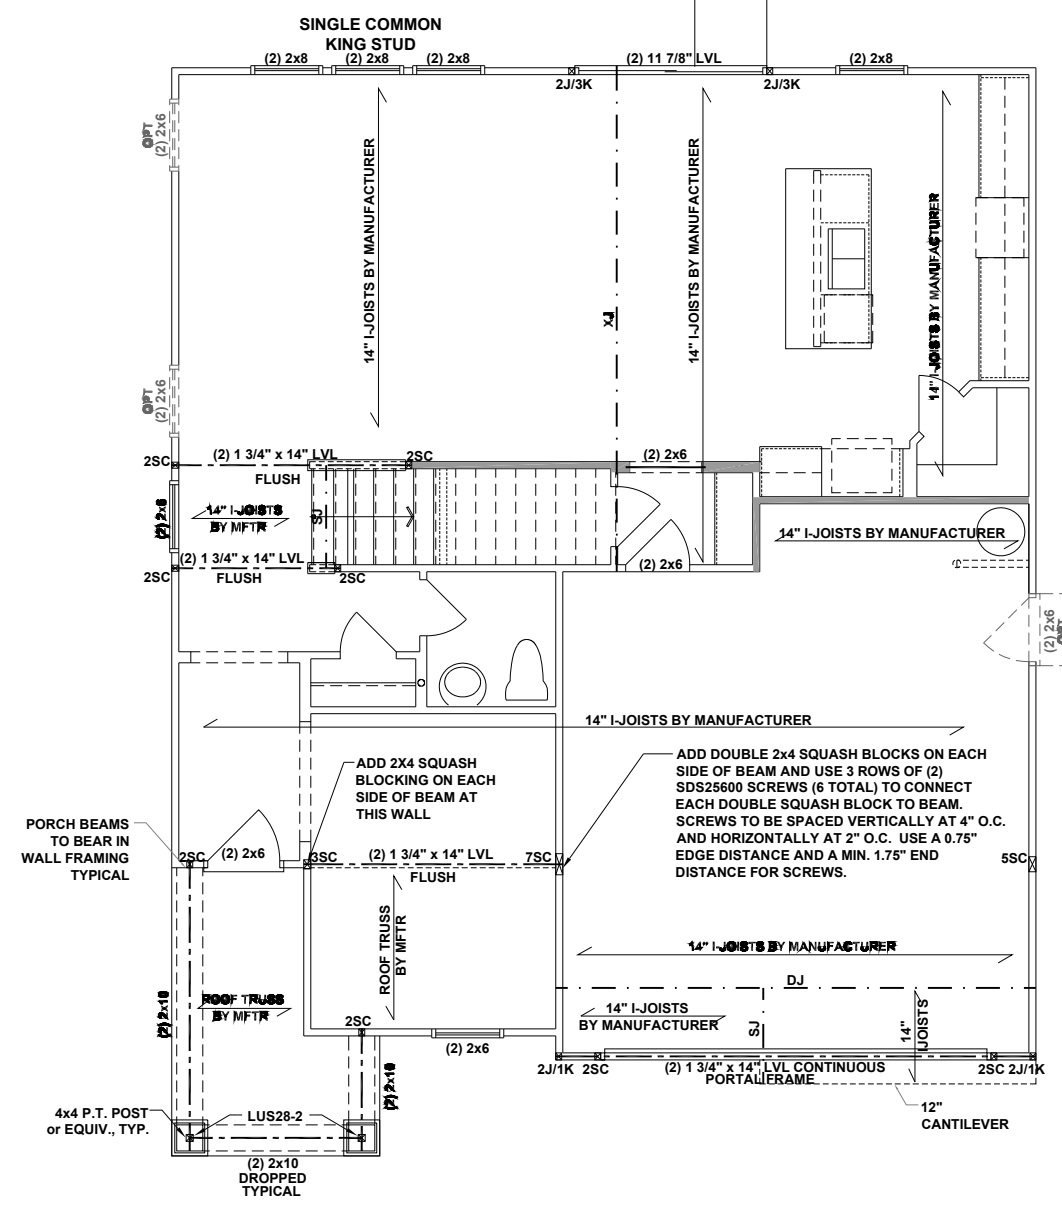 SINGLE COMMON
KING STUD
(2) 2x8
(2) 2x8
(2) 2x8
(2) 11 7/8" LVL
(2) 2x8
2J/3K
2J/3K
OPT
(2) 2x6
14" I-JOISTS BY MANUFACTURER
14" I-JOISTS BY MANUFACTURER
14" I-JOISTS BY MANUFACTURER
XJ
OPT
(2) 2x6
2SC
(2) 1 3/4" x 14" LVL
2SC
FLUSH
(2) 2x6
(2) 2x6
14" I-JOISTS
BY MFTR
SJ
14" I-JOISTS BY MANUFACTURER
(2) 1 3/4" x 14" LVL
2SC
FLUSH
2SC
(2) 2x6
(2) 2x6
OPT
14" I-JOISTS BY MANUFACTURER
ADD 2X4 SQUASH
BLOCKING ON EACH
SIDE OF BEAM AT
THIS WALL
ADD DOUBLE 2x4 SQUASH BLOCKS ON EACH
SIDE OF BEAM AND USE 3 ROWS OF (2)
SDS25600 SCREWS (6 TOTAL) TO CONNECT
EACH DOUBLE SQUASH BLOCK TO BEAM.
SCREWS TO BE SPACED VERTICALLY AT 4" O.C.
AND HORIZONTALLY AT 2" O.C. USE A 0.75"
EDGE DISTANCE AND A MIN. 1.75" END
DISTANCE FOR SCREWS.
PORCH BEAMS
TO BEAR IN
WALL FRAMING
TYPICAL
2SC
(2) 2x6
3SC
(2) 1 3/4" x 14" LVL
7SC
5SC
FLUSH
ROOF TRUSS
BY MFTR
14" I-JOISTS BY MANUFACTURER
DJ
(2) 2x10
ROOF TRUSS
BY MFTR
14" I-JOISTS
BY MANUFACTURER
SJ
14"
IJOISTS
2SC
(2) 2x6
2J/1K
2SC
(2) 1 3/4" x 14" LVL CONTINUOUS
PORTAL FRAME
2SC
2J/1K
(2) 2x10
12"
CANTILEVER
4x4 P.T. POST
or EQUIV., TYP.
LUS28-2
(2) 2x10
DROPPED
TYPICAL